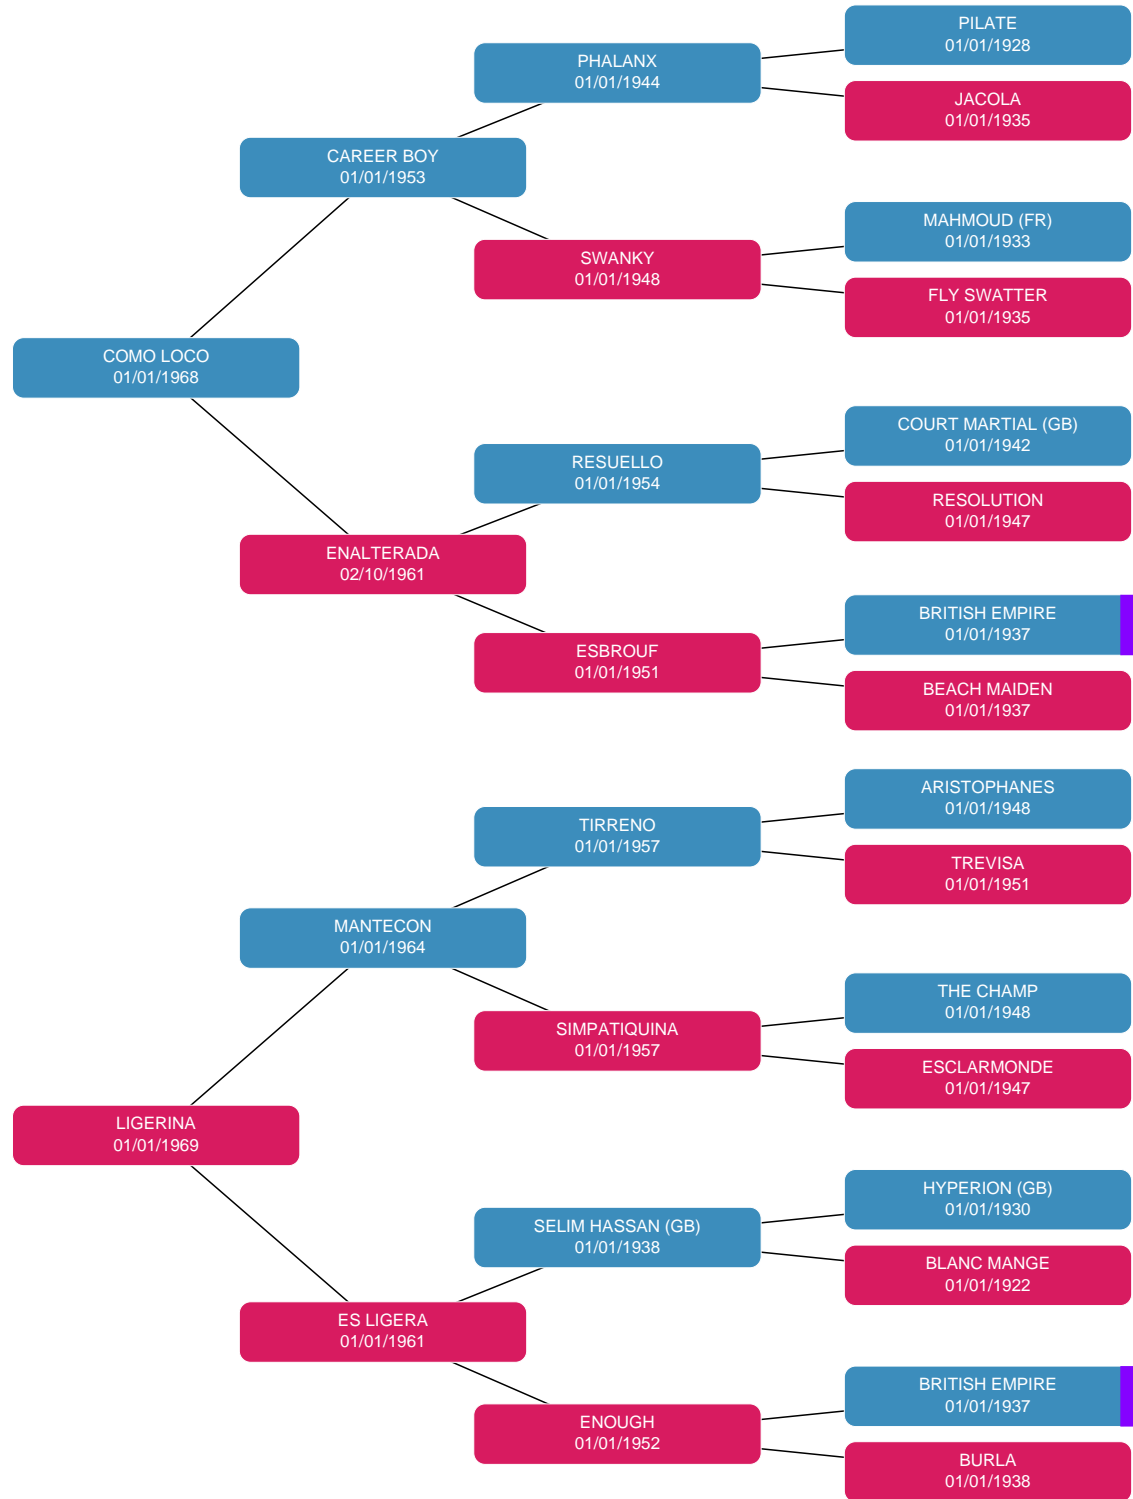 PILATE
01/01/1928
PHALANX
01/01/1944
JACOLA
01/01/1935
CAREER BOY
01/01/1953
MAHMOUD (FR)
01/01/1933
SWANKY
01/01/1948
FLY SWATTER
01/01/1935
COMO LOCO
01/01/1968
COURT MARTIAL (GB)
01/01/1942
RESUELLO
01/01/1954
RESOLUTION
01/01/1947
ENALTERADA
02/10/1961
BRITISH EMPIRE
01/01/1937
ESBROUF
01/01/1951
BEACH MAIDEN
01/01/1937
ARISTOPHANES
01/01/1948
TIRRENO
01/01/1957
TREVISA
01/01/1951
MANTECON
01/01/1964
THE CHAMP
01/01/1948
SIMPATIQUINA
01/01/1957
ESCLARMONDE
01/01/1947
LIGERINA
01/01/1969
HYPERION (GB)
01/01/1930
SELIM HASSAN (GB)
01/01/1938
BLANC MANGE
01/01/1922
ES LIGERA
01/01/1961
BRITISH EMPIRE
01/01/1937
ENOUGH
01/01/1952
BURLA
01/01/1938